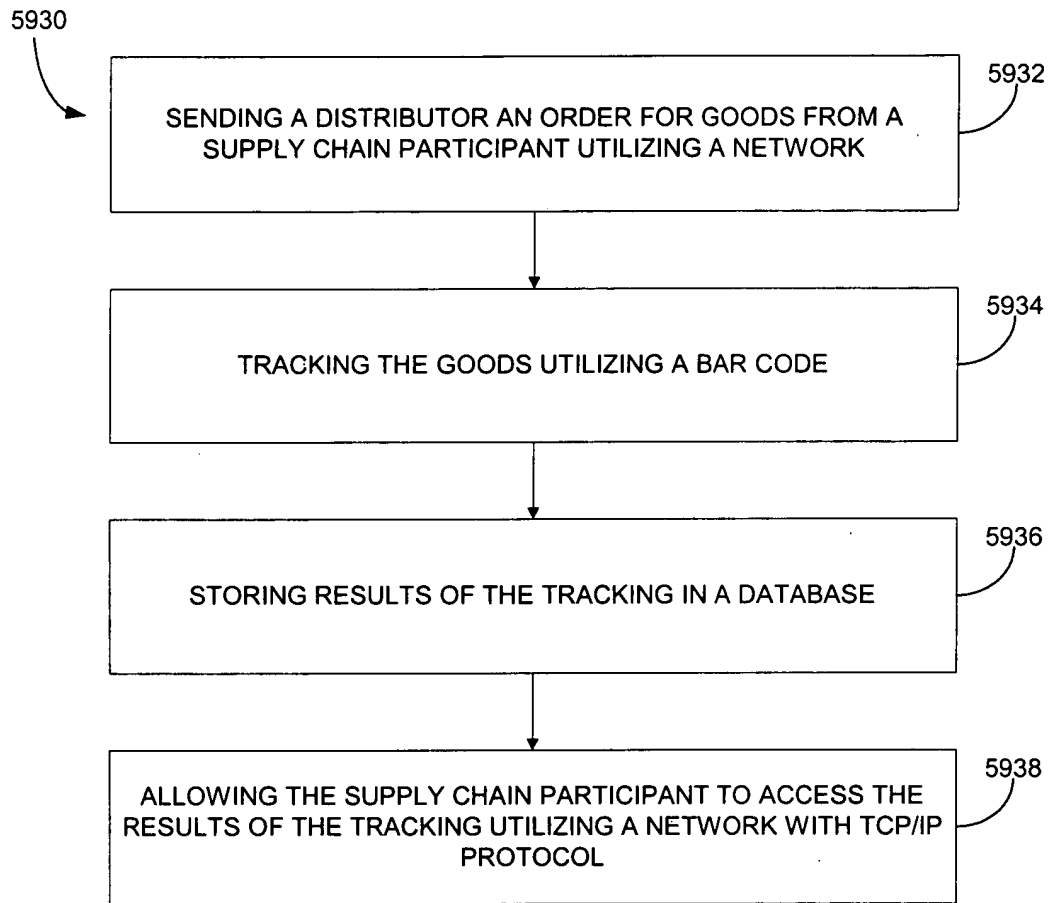 5930
5932
SENDING A DISTRIBUTOR AN ORDER FOR GOODS FROM A
SUPPLY CHAIN PARTICIPANT UTILIZING A NETWORK
5934
TRACKING THE GOODS UTILIZING A BAR CODE
5936
STORING RESULTS OF THE TRACKING IN A DATABASE
5938
ALLOWING THE SUPPLY CHAIN PARTICIPANT TO ACCESS THE
RESULTS OF THE TRACKING UTILIZING A NETWORK WITH TCP/IP
PROTOCOL